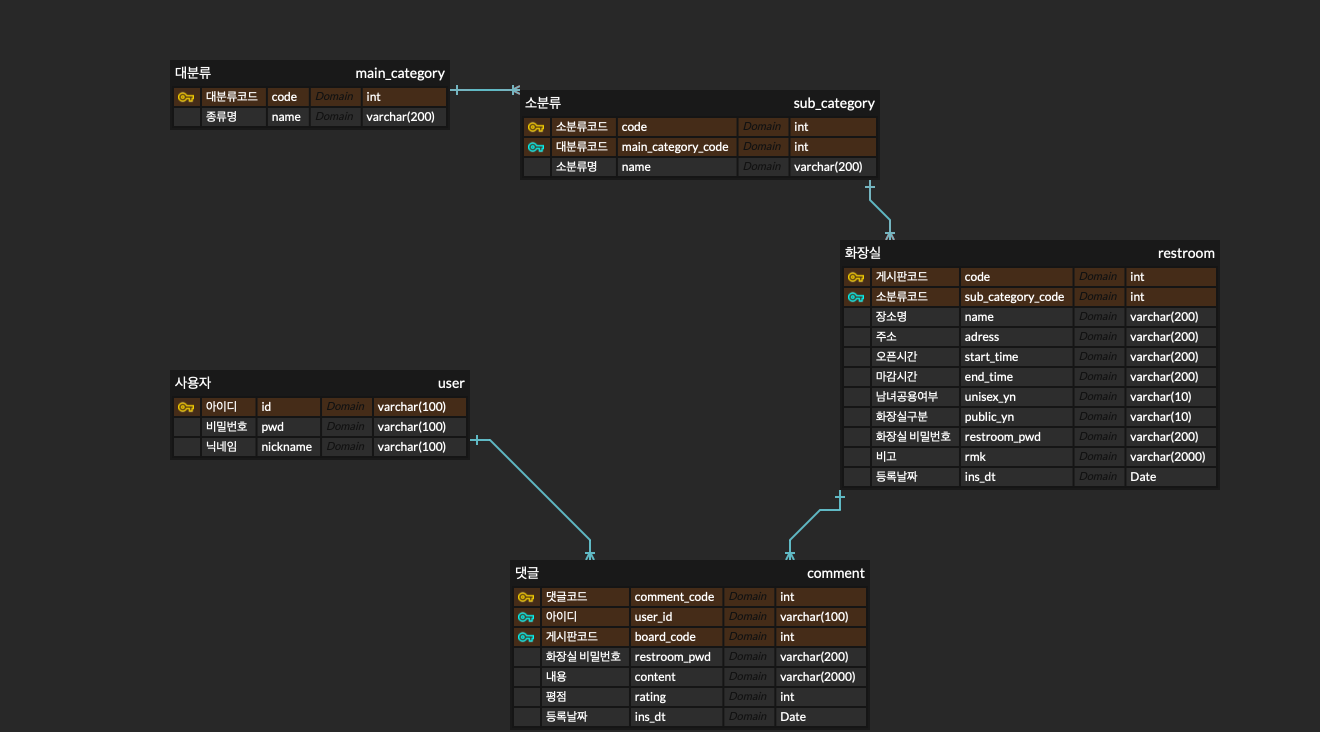 대분류 main_category
대분류코드 code Domain int
종류명 name Domain varchar(200)
소분류 sub_category
소분류코드 code Domain int
대분류코드 main_category_code Domain int
소분류명 name Domain varchar(200)
화장실 restroom
게시판코드 code Domain int
소분류코드 sub_category_code Domain int
장소명 name Domain varchar(200)
주소 adress Domain varchar(200)
오픈시간 start_time Domain varchar(200)
마감시간 end_time Domain varchar(200)
남녀공용여부 unisex_yn Domain varchar(10)
화장실구분 public_yn Domain varchar(10)
화장실 비밀번호 restroom_pwd Domain varchar(200)
비고 rmk Domain varchar(2000)
등록날짜 ins_dt Domain Date
사용자 user
아이디 id Domain varchar(100)
비밀번호 pwd Domain varchar(100)
닉네임 nickname Domain varchar(100)
댓글 comment
댓글코드 comment_code Domain int
아이디 user_id Domain varchar(100)
게시판코드 board_code Domain int
화장실 비밀번호 restroom_pwd Domain varchar(200)
내용 content Domain varchar(2000)
평점 rating Domain int
등록날짜 ins_dt Domain Date